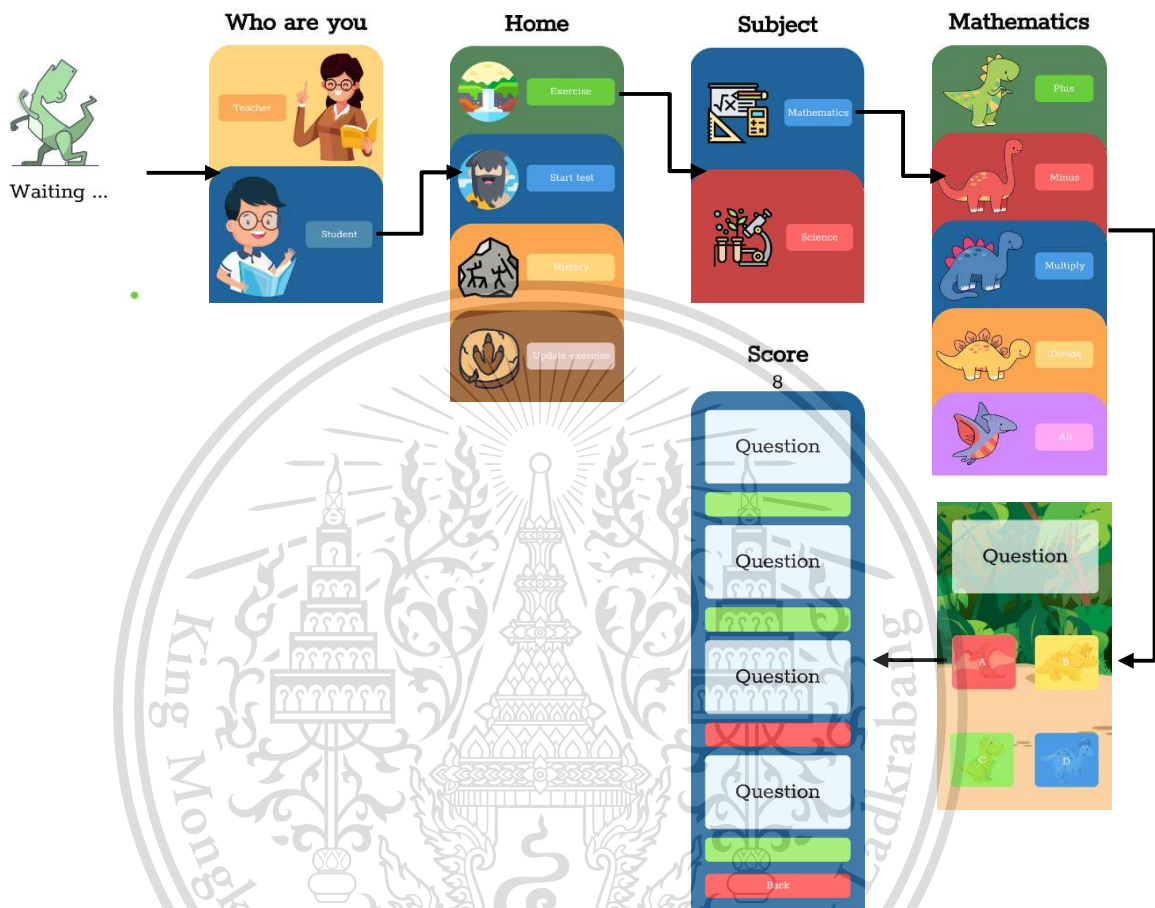 Waiting ...
Who are you
Teacher
Student
Home
Exercise
Start test
History
Update exercise
Subject
Mathematics
Science
Mathematics
Plus
Minus
Multiply
Divide
All
Question
A
B
C
D
Score
8
Question
Question
Question
Question
Back
King Mongk
Ladkrabang